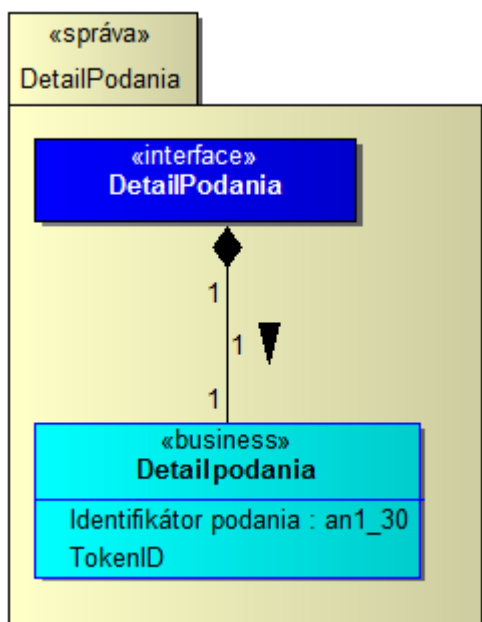 «správa»
DetailPodania
«interface»
DetailPodania
1
1
1
«business»
Detailpodania
Identifikátor podania : an1_30
TokenID